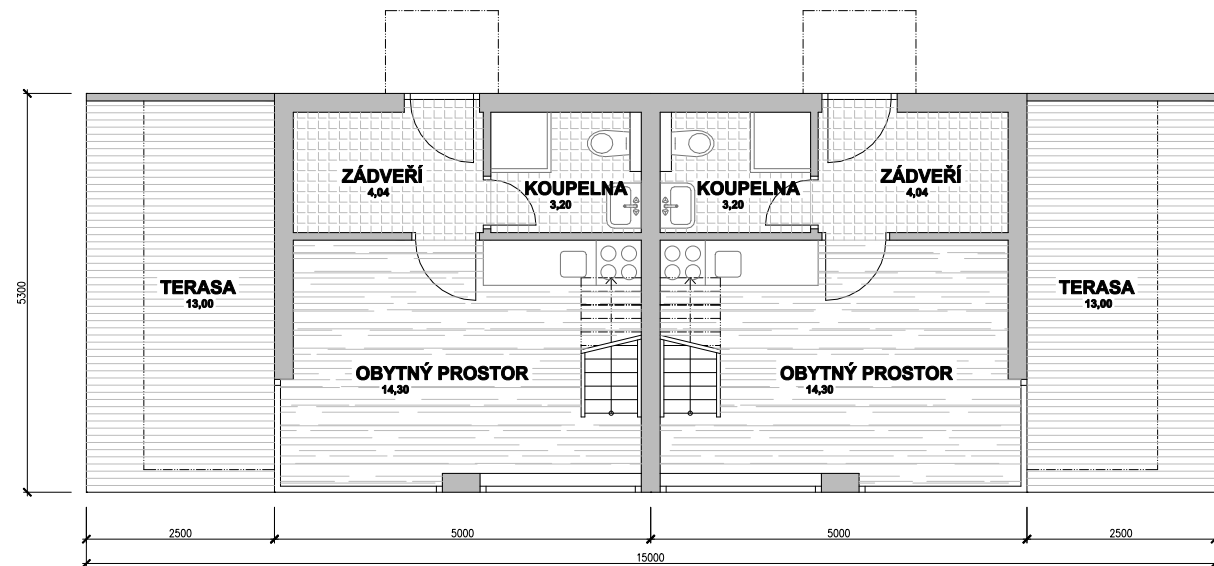 ZÁDVEŘÍ
4,04
KOUPELNA
3,20
KOUPELNA
3,20
ZÁDVEŘÍ
4,04
TERASA
13,00
TERASA
13,00
5300
OBYTNÝ PROSTOR
14,30
OBYTNÝ PROSTOR
14,30
2500
5000
5000
2500
15000